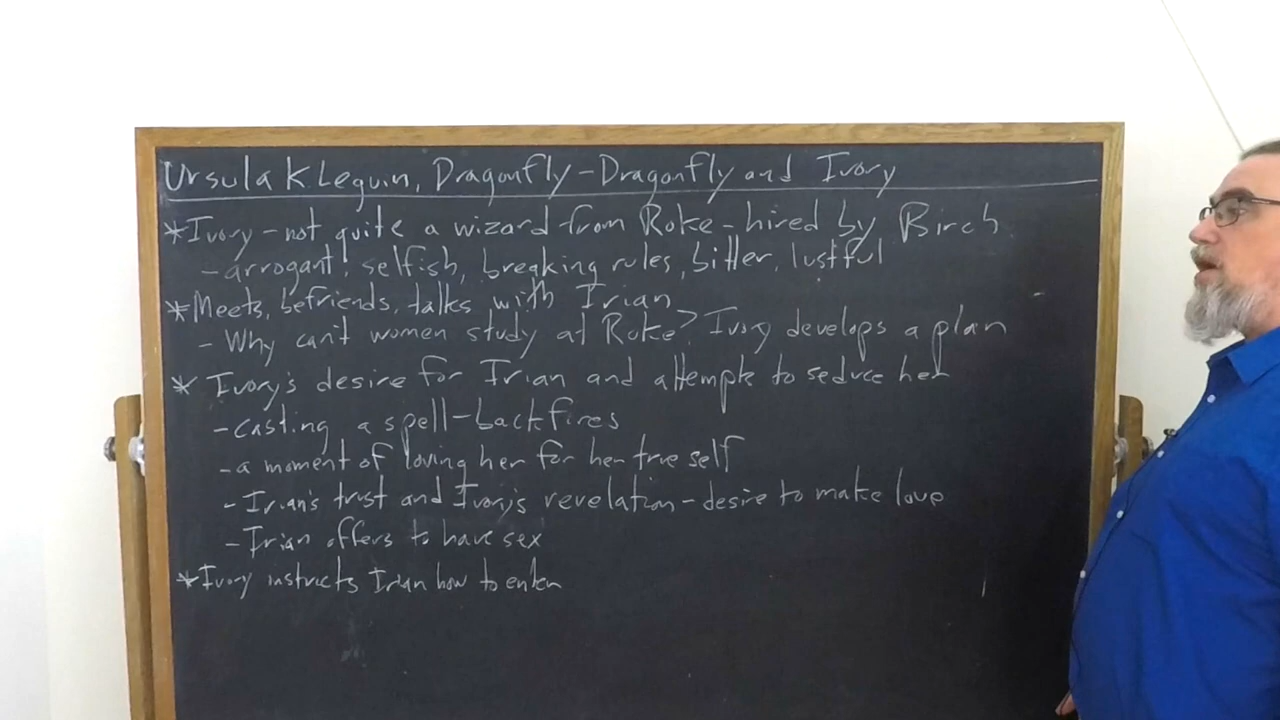 Ursula K Leguin, Dragonfly - Dragonfly and Ivory
* Ivory - not quite a wizard from Roke - hired by Birch
- arrogant, selfish, breaking rules, bitter, lustful
* Meets, befriends, talks with Irian
- Why can't women study at Roke? Ivory develops a plan
* Ivory's desire for Irian and attempts to seduce her
- casting a spell - backfires
- a moment of loving her for her true self
- Irian's trust and Ivory's revelation - desire to make love
- Irian offers to have sex
* Ivory instructs Irian how to enter